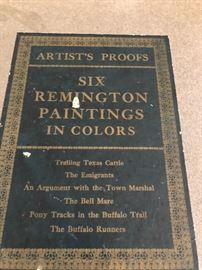 ARTIST'S PROOFS
SIX
REMINGTON
PAINTINGS
IN COLORS
Trailing Texas Cattle
The Emigrants
An Argument with the Town Marshal
The Bell Mare
Pony Tracks in the Buffalo Trail
The Buffalo Runners